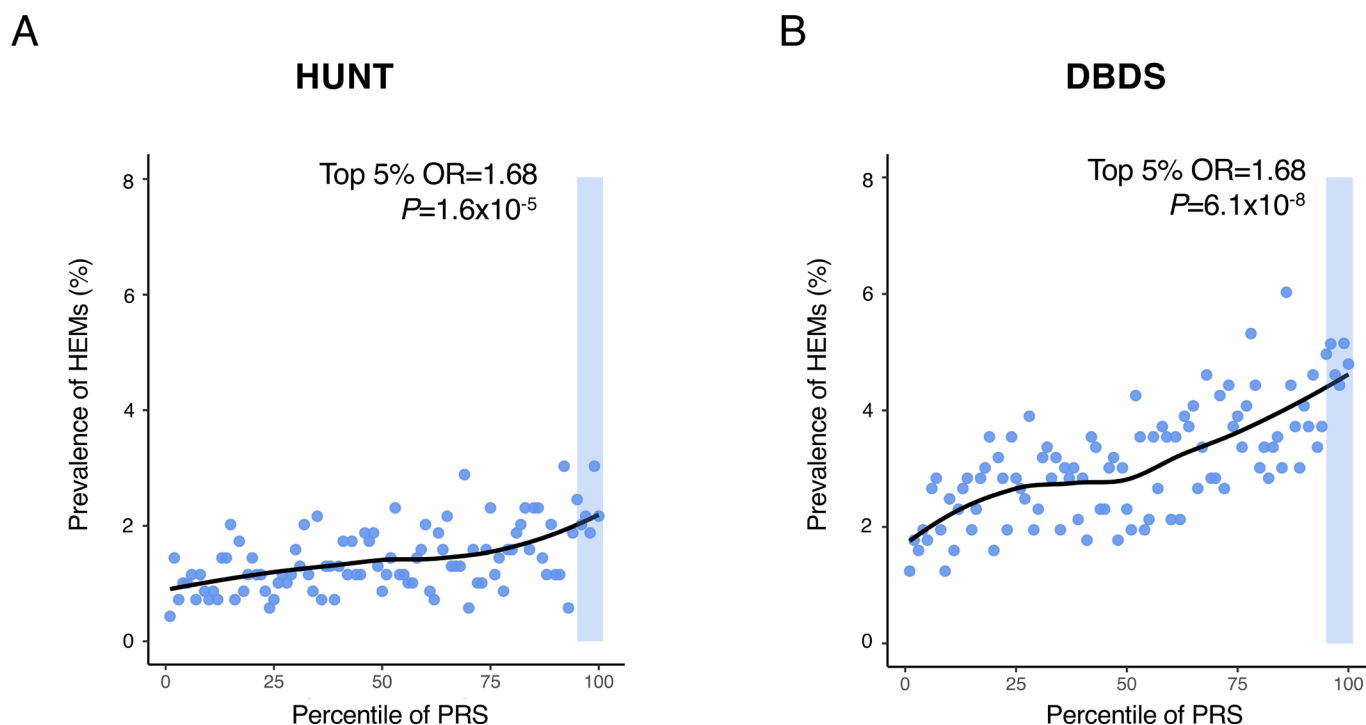 A
HUNT
Top 5% OR=1.68
P=1.6x10-5
8
6
4
2
0
Prevalence of HEMs (%)
0 25 50 75 100
Percentile of PRS
B
DBDS
Top 5% OR=1.68
P=6.1x10-8
8
6
4
2
0
Prevalence of HEMs (%)
0 25 50 75 100
Percentile of PRS